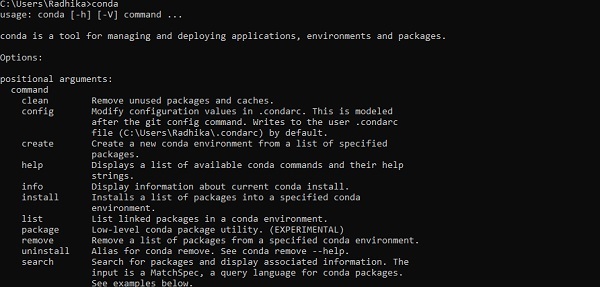 C:\Users\Radhika>conda
usage: conda [-h] [-V] command ...

conda is a tool for managing and deploying applications, environments and packages.

Options:

positional arguments:
  command
    clean        Remove unused packages and caches.
    config       Modify configuration values in .condarc. This is modeled
                 after the git config command. Writes to the user .condarc
                 file (C:\Users\Radhika\.condarc) by default.
    create       Create a new conda environment from a list of specified
                 packages.
    help         Displays a list of available conda commands and their help
                 strings.
    info         Display information about current conda install.
    install      Installs a list of packages into a specified conda
                 environment.
    list         List linked packages in a conda environment.
    package      Low-level conda package utility. (EXPERIMENTAL)
    remove       Remove a list of packages from a specified conda environment.
    uninstall    Alias for conda remove. See conda remove --help.
    search       Search for packages and display associated information. The
                 input is a MatchSpec, a query language for conda packages.
                 See examples below.